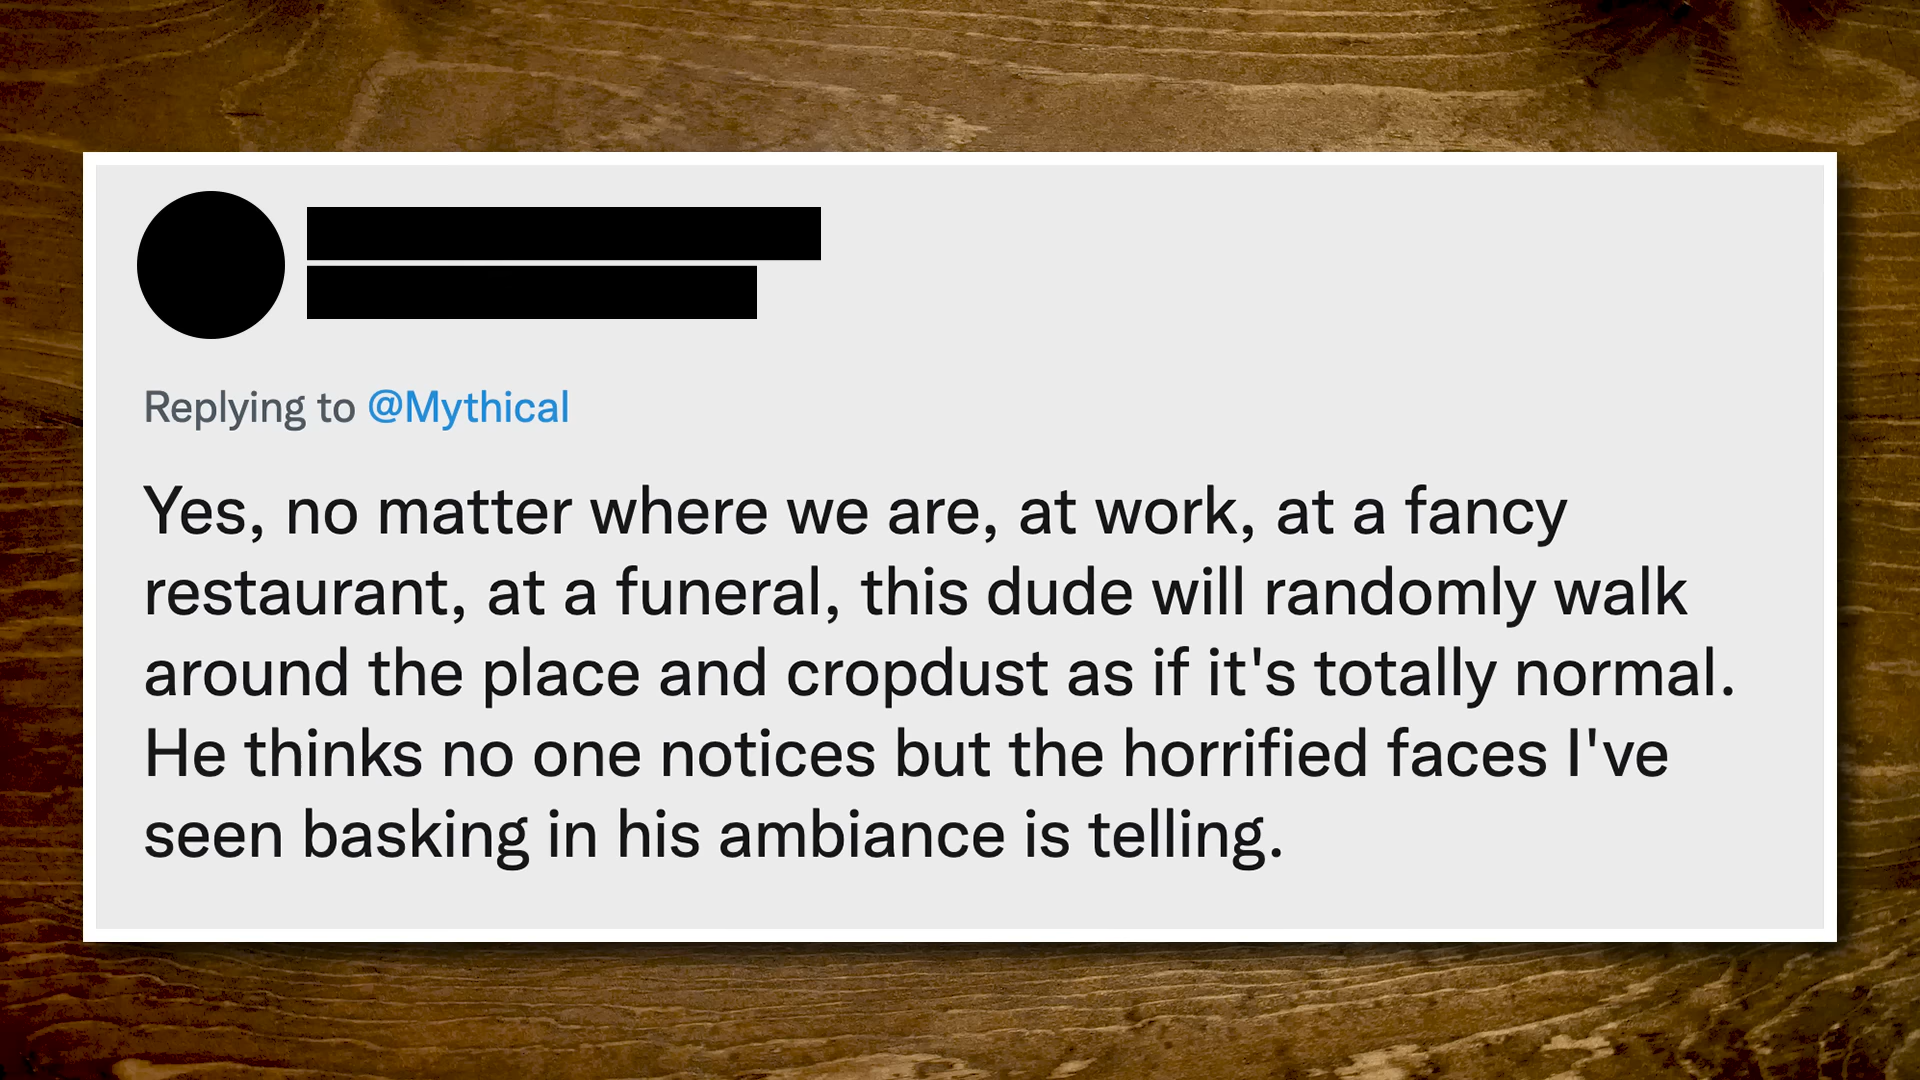 Replying to @Mythical
Yes, no matter where we are, at work, at a fancy
restaurant, at a funeral, this dude will randomly walk
around the place and cropdust as if it's totally normal.
He thinks no one notices but the horrified faces I've
seen basking in his ambiance is telling.